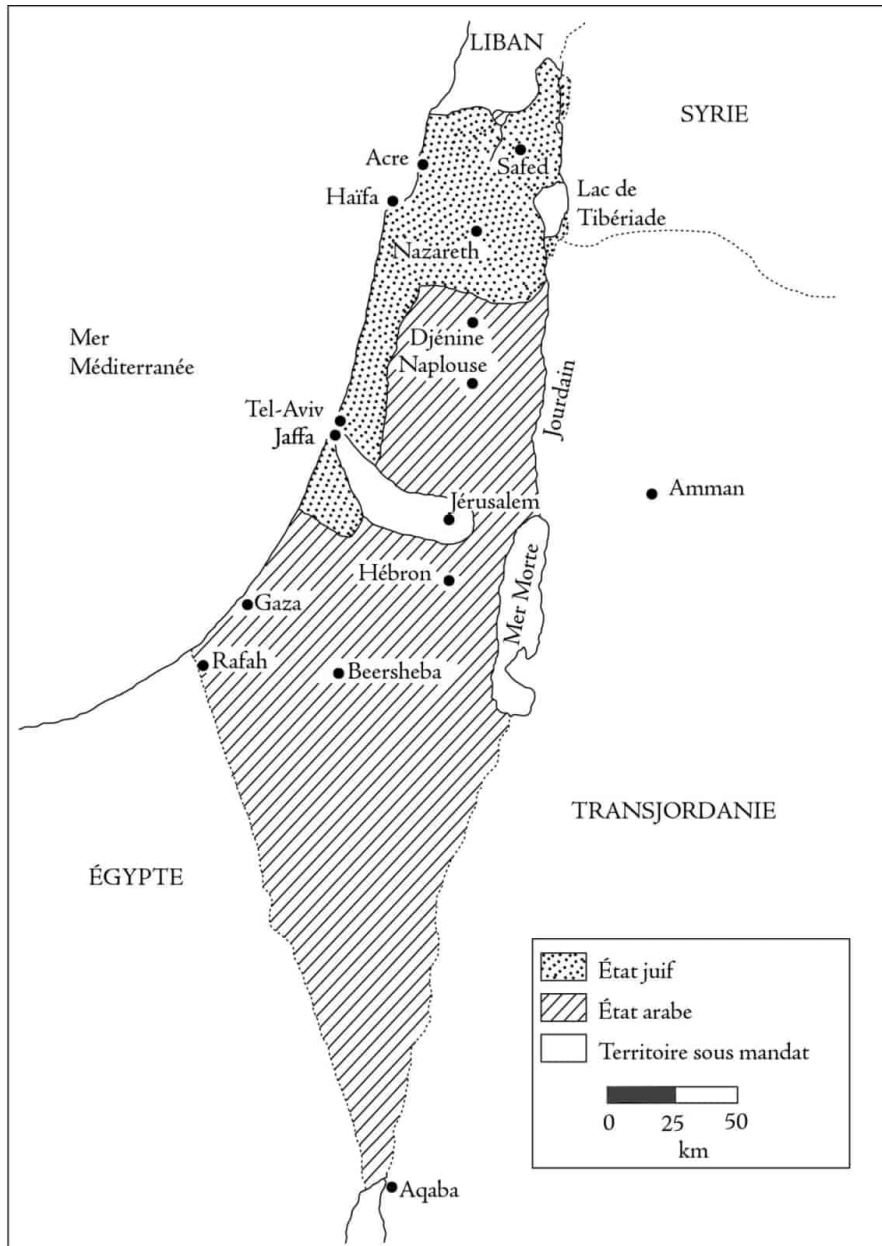 LIBAN
SYRIE
Acre
Safed
Haïfa
Lac de
Tibériade
Nazareth
Mer
Méditerranée
Djénine
Naplouse
Jourdain
Tel-Aviv
Jaffa
Amman
Jérusalem
Hébron
Mer Morte
Gaza
Rafah
Beersheba
TRANSJORDANIE
ÉGYPTE
État juif
État arabe
Territoire sous mandat
0 25 50
km
Aqaba